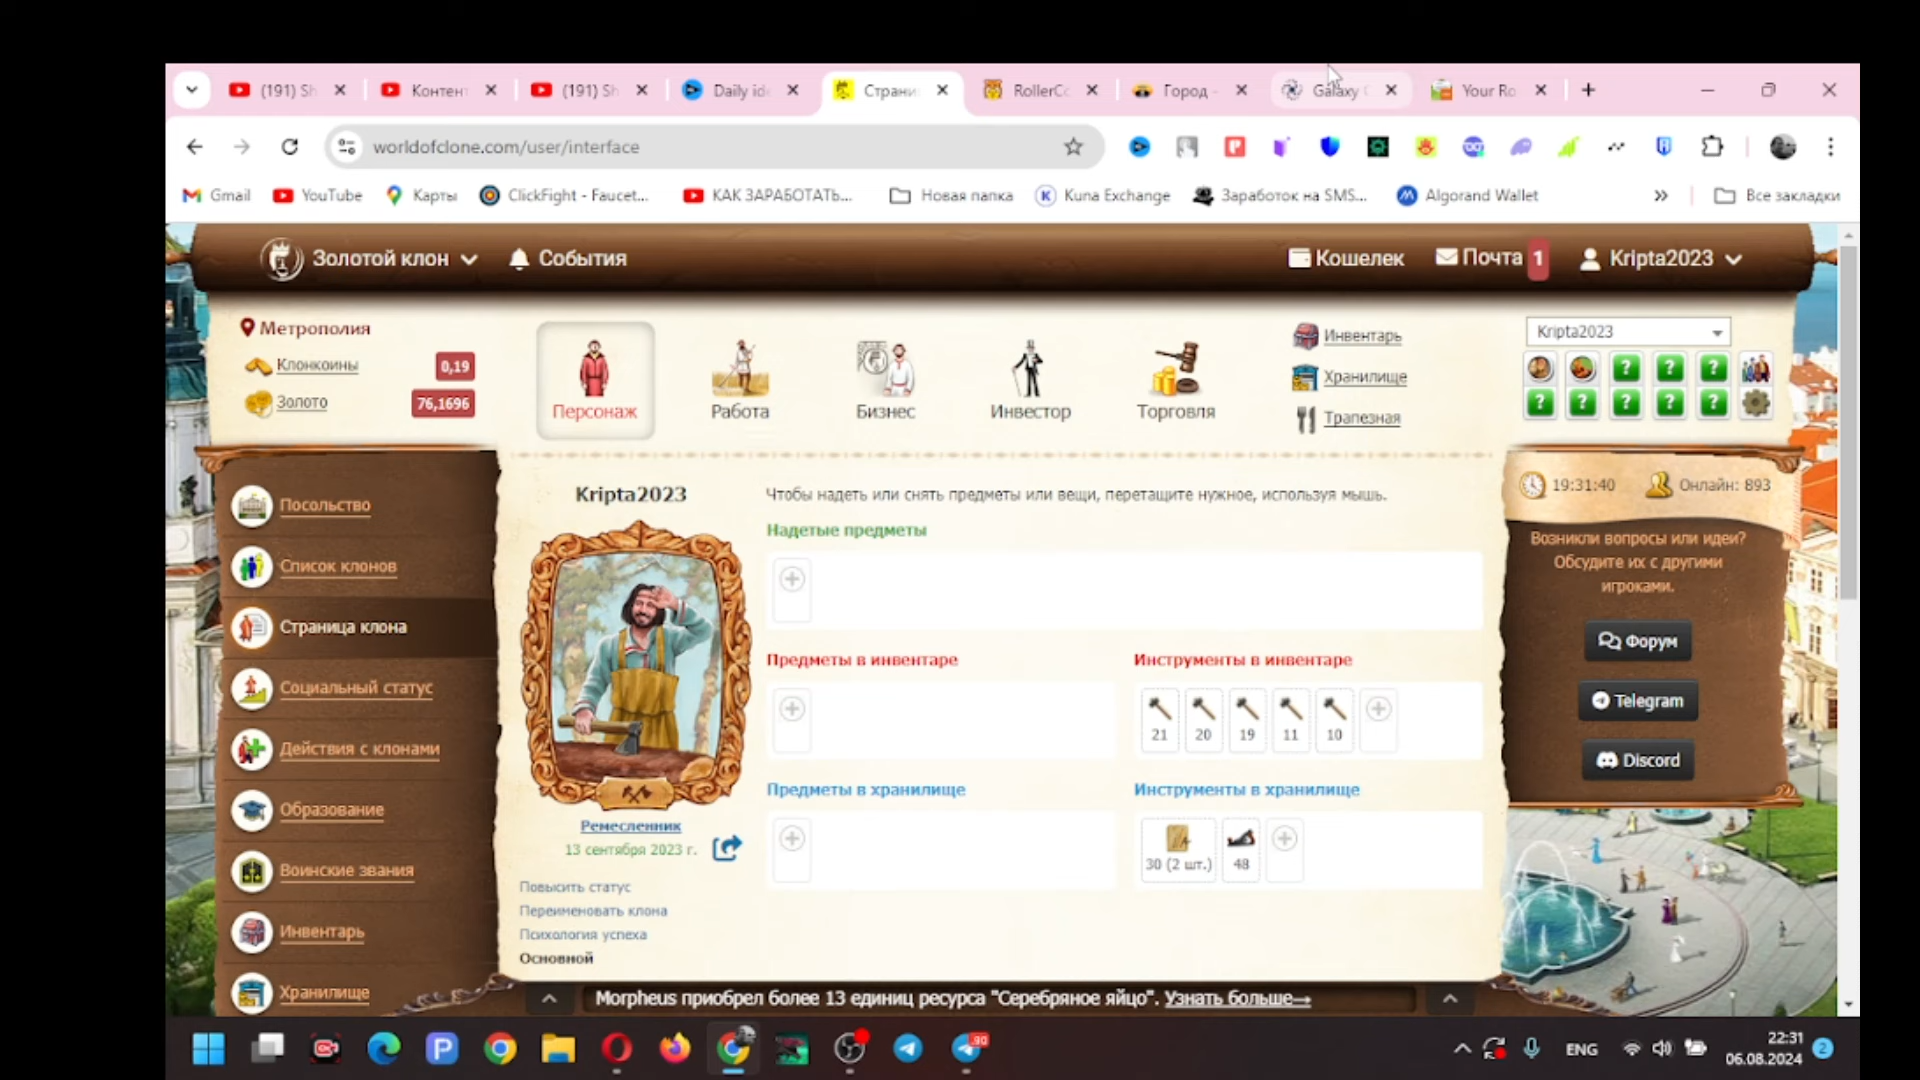 (191) Sh
Контент
(191) Sh
Daily ide
Страни
RollerCo
Город -
Galaxy
Your Ro
worldofclone.com/user/interface
Gmail
YouTube
Карты
ClickFight - Faucet...
КАК ЗАРАБОТАТЬ...
Новая папка
Kuna Exchange
Заработок на SMS...
Algorand Wallet
Все закладки
Золотой клон
События
Кошелек
Почта 1
Kripta2023
Метрополия
Клонкоины 0,19
Золото 76,1696
Персонаж
Работа
Бизнес
Инвестор
Торговля
Инвентарь
Хранилище
Трапезная
Kripta2023
? ? ?
? ? ? ? ?
Посольство
Список клонов
Страница клона
Социальный статус
Действия с клонами
Образование
Воинские звания
Инвентарь
Хранилище
Kripta2023
Ремесленник
13 сентября 2023 г.
Повысить статус
Переименовать клона
Психология успеха
Основной
Чтобы надеть или снять предметы или вещи, перетащите нужное, используя мышь.
Надетые предметы
Предметы в инвентаре
Инструменты в инвентаре
21 20 19 11 10
Предметы в хранилище
Инструменты в хранилище
30 (2 шт.) 48
19:31:40
Онлайн: 893
Возникли вопросы или идеи?
Обсудите их с другими
игроками.
Форум
Telegram
Discord
Morpheus приобрел более 13 единиц ресурса "Серебряное яйцо". Узнать больше→
90
ENG
22:31
06.08.2024
2